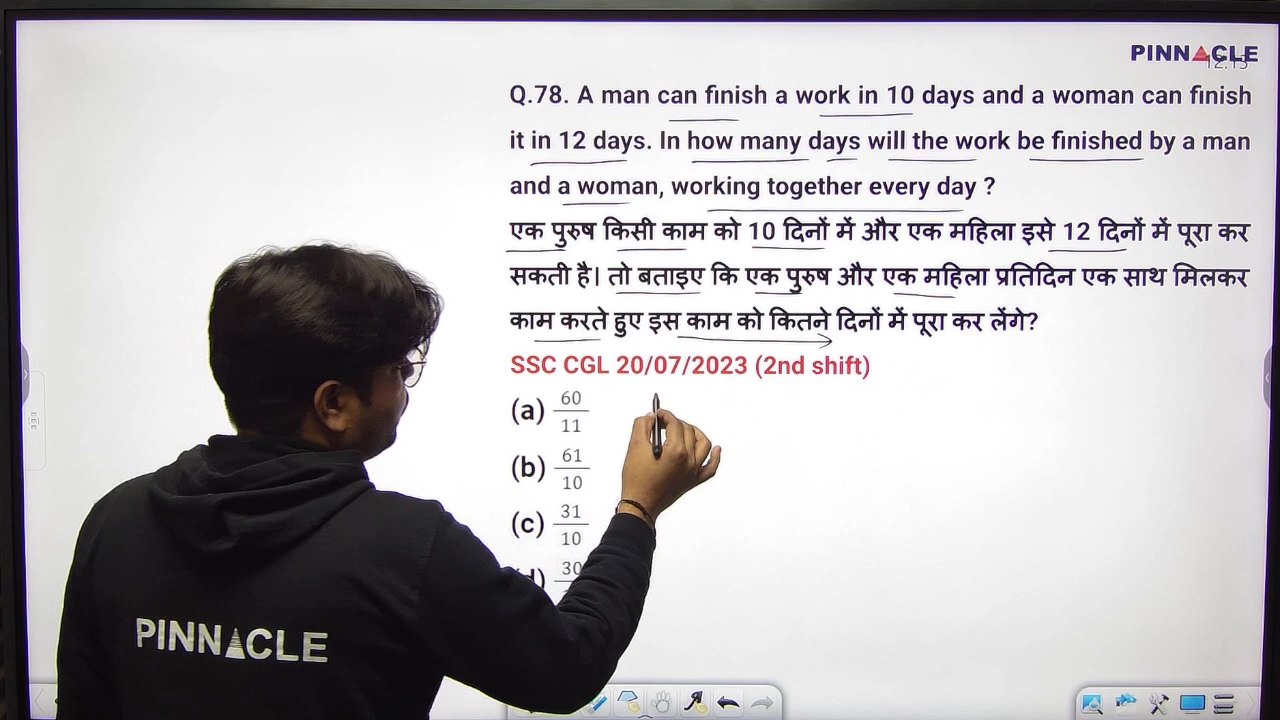 PINNACLE
12:13
Q.78. A man can finish a work in 10 days and a woman can finish
it in 12 days. In how many days will the work be finished by a man
and a woman, working together every day ?
एक पुरुष किसी काम को 10 दिनों में और एक महिला इसे 12 दिनों में पूरा कर
सकती है। तो बताइए कि एक पुरुष और एक महिला प्रतिदिन एक साथ मिलकर
काम करते हुए इस काम को कितने दिनों में पूरा कर लेंगे?
SSC CGL 20/07/2023 (2nd shift)
(a) 60/11
(b) 61/10
(c) 31/10
30
PINNACLE